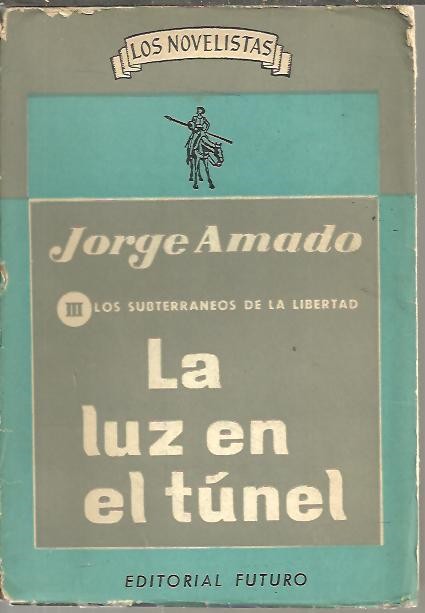 LOS NOVELISTAS
Jorge Amado
III LOS SUBTERRANEOS DE LA LIBERTAD
La
luz en
el túnel
EDITORIAL FUTURO